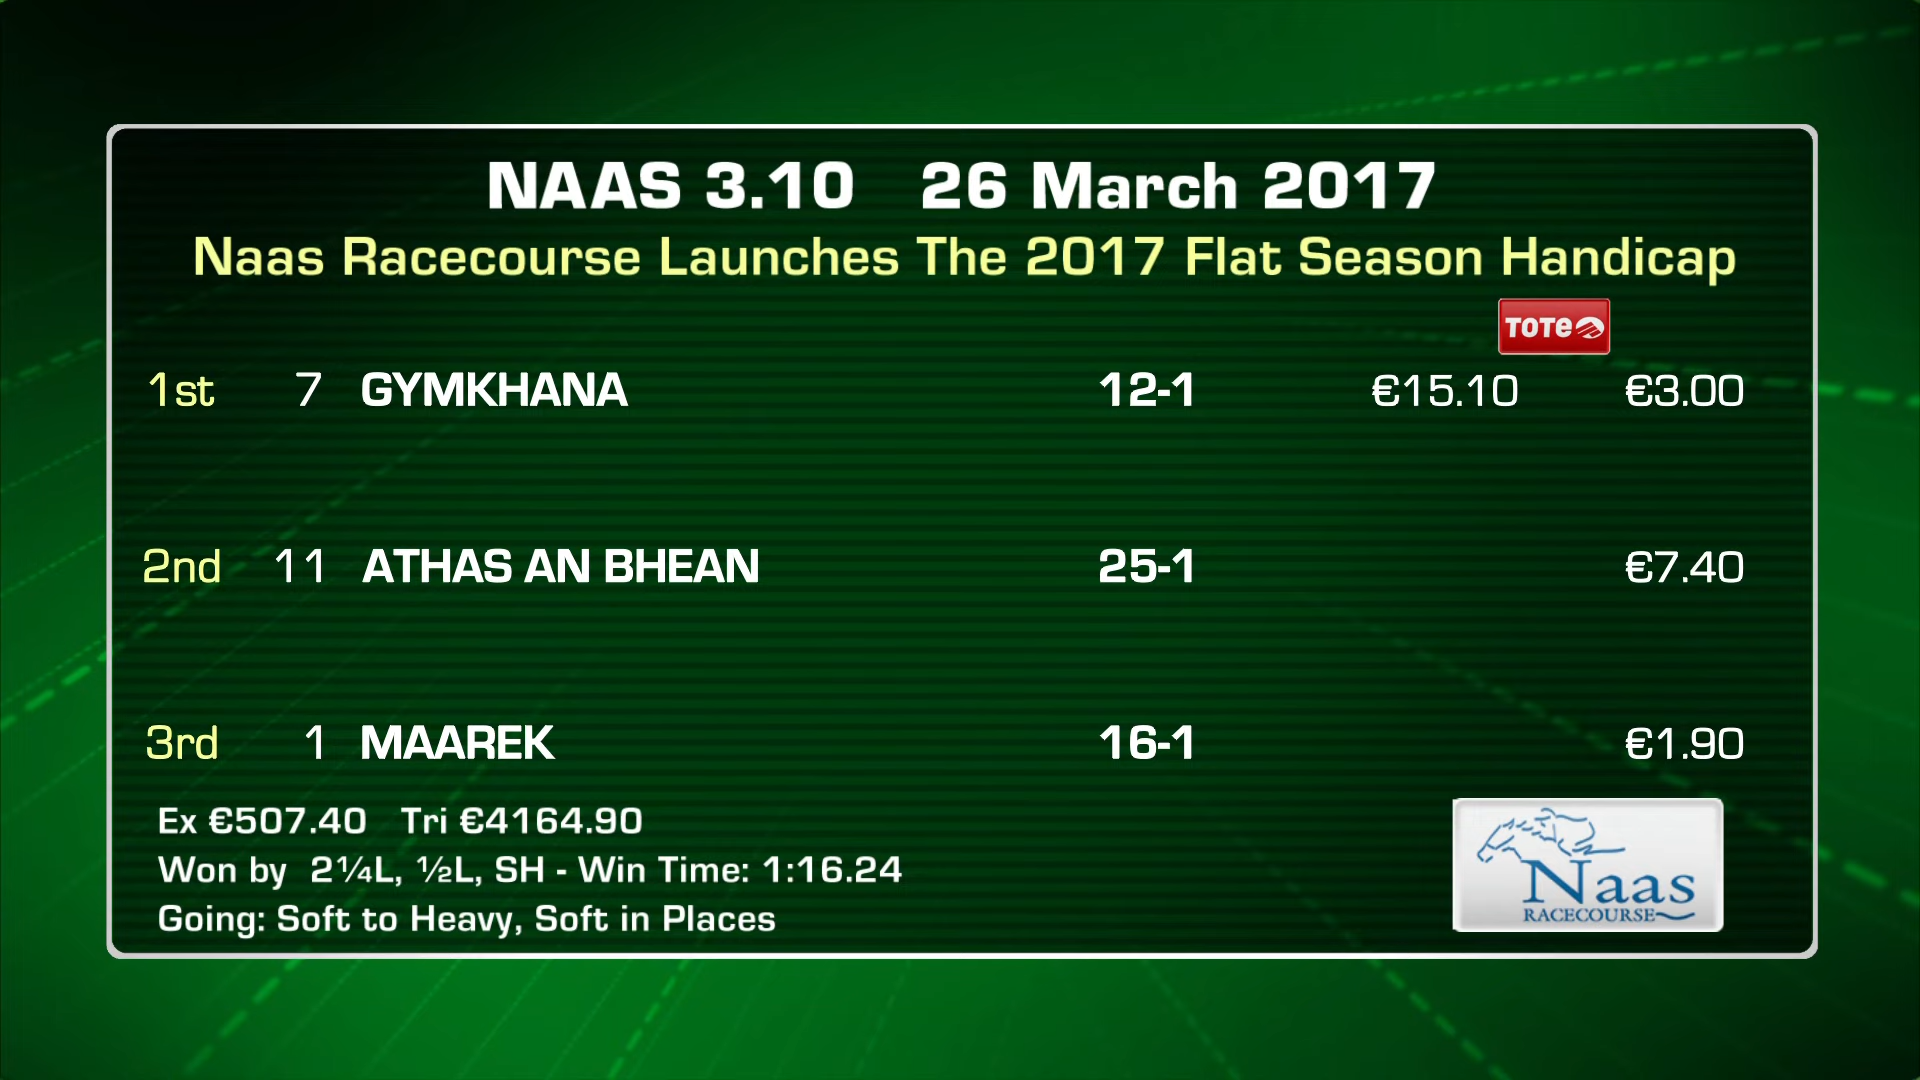 NAAS 3.10 26 March 2017
Naas Racecourse Launches The 2017 Flat Season Handicap
TOTE
1st 7 GYMKHANA 12-1 €15.10 €3.00
2nd 11 ATHAS AN BHEAN 25-1 €7.40
3rd 1 MAAREK 16-1 €1.90
Ex €507.40 Tri €4164.90
Won by 2¼L, ½L, SH - Win Time: 1:16.24
Going: Soft to Heavy, Soft in Places
Naas
RACECOURSE